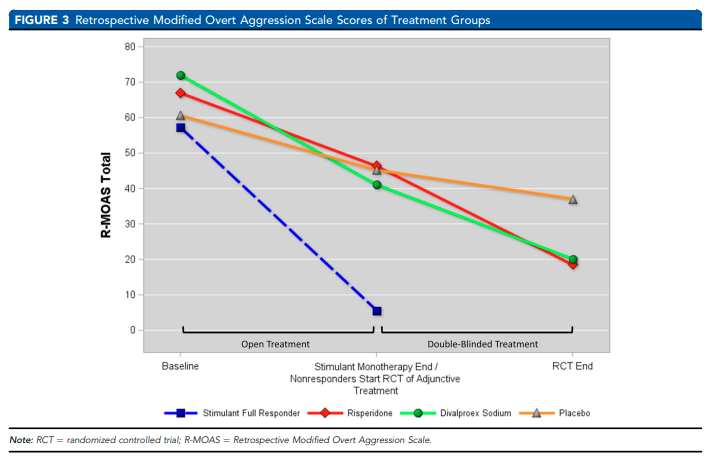 FIGURE 3 Retrospective Modified Overt Aggression Scale Scores of Treatment Groups
80
70
60
50
40
30
20
10
0
R-MOAS Total
Open Treatment
Double-Blinded Treatment
Baseline
Stimulant Monotherapy End /
Nonresponders Start RCT of Adjunctive
Treatment
RCT End
Stimulant Full Responder
Risperidone
Divalproex Sodium
Placebo
Note: RCT = randomized controlled trial; R-MOAS = Retrospective Modified Overt Aggression Scale.